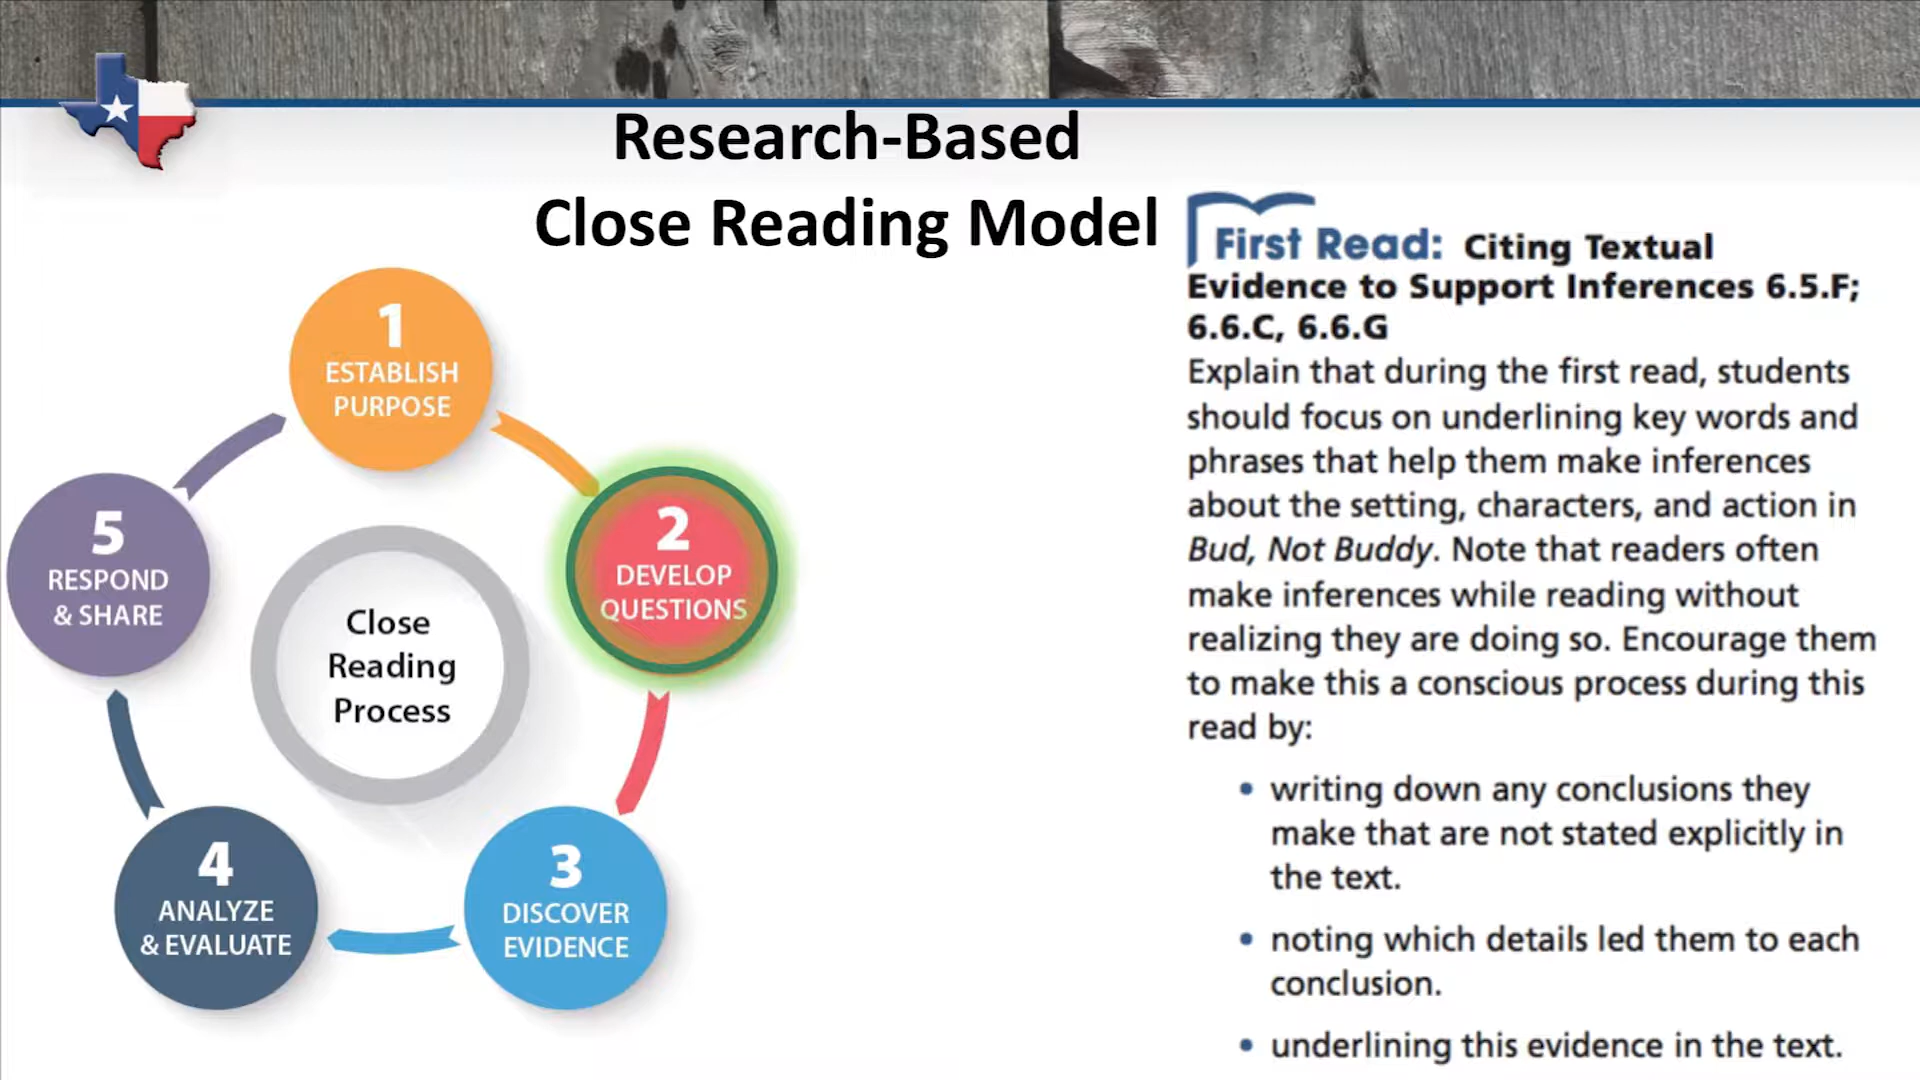 Research-Based
Close Reading Model
1
ESTABLISH
PURPOSE
2
DEVELOP
QUESTIONS
3
DISCOVER
EVIDENCE
4
ANALYZE
& EVALUATE
5
RESPOND
& SHARE
Close
Reading
Process
First Read: Citing Textual
Evidence to Support Inferences 6.5.F;
6.6.C, 6.6.G
Explain that during the first read, students
should focus on underlining key words and
phrases that help them make inferences
about the setting, characters, and action in
Bud, Not Buddy. Note that readers often
make inferences while reading without
realizing they are doing so. Encourage them
to make this a conscious process during this
read by:
• writing down any conclusions they
make that are not stated explicitly in
the text.
• noting which details led them to each
conclusion.
• underlining this evidence in the text.